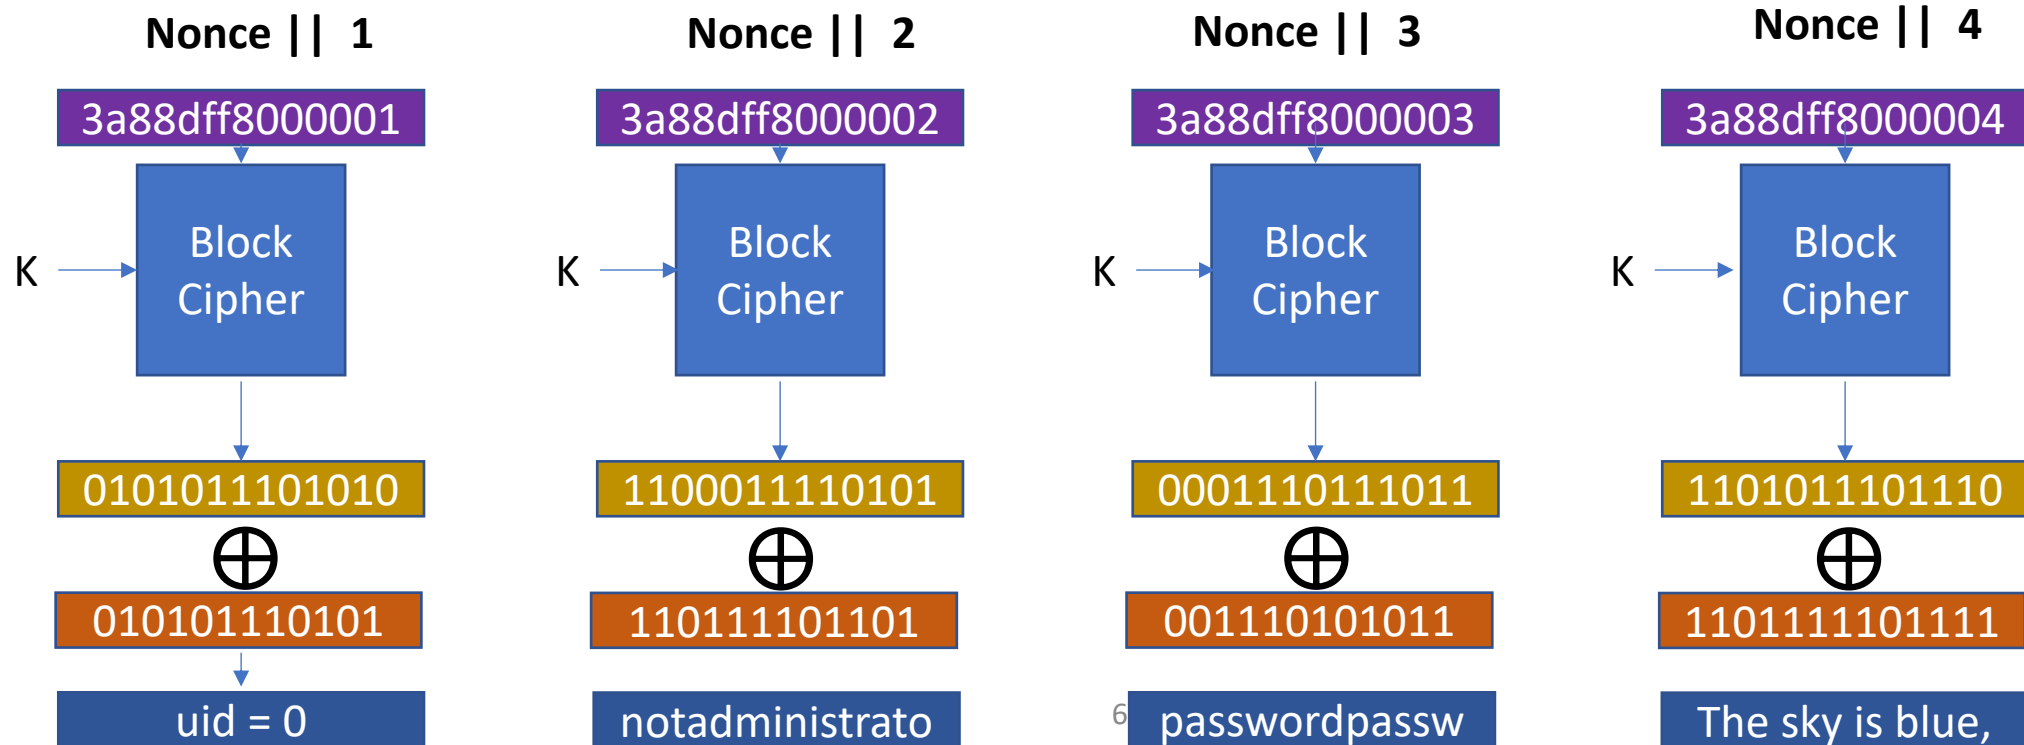 Nonce || 1
Nonce || 2
Nonce || 3
Nonce || 4
3a88dff8000001
3a88dff8000002
3a88dff8000003
3a88dff8000004
K
Block
Cipher
K
Block
Cipher
K
Block
Cipher
K
Block
Cipher
0101011101010
1100011110101
0001110111011
1101011101110
010101110101
110111101101
001110101011
1101111101111
uid = 0
notadministrato
6
passwordpassw
The sky is blue,